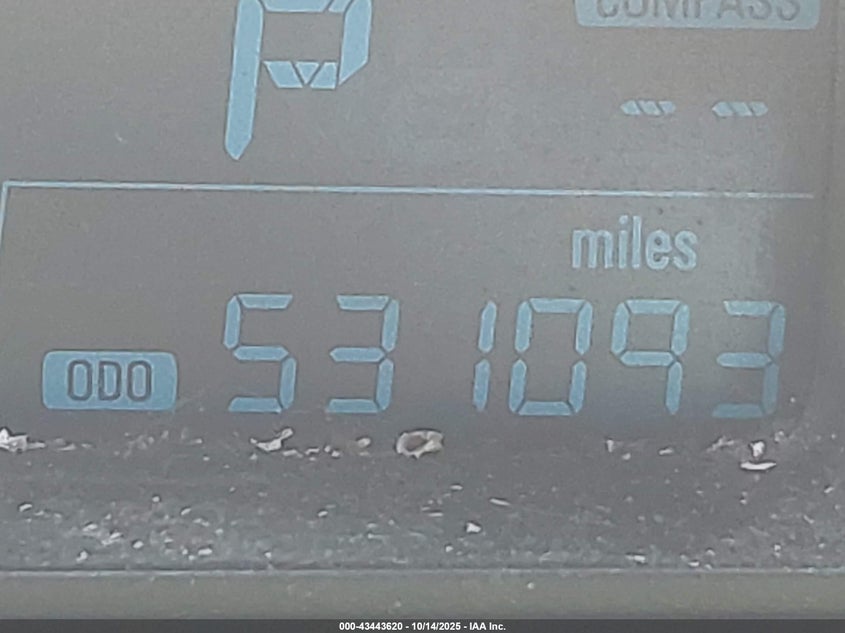 P
COMPASS
-- --
miles
ODO 531093
000-43443620 - 10/14/2025 - IAA Inc.